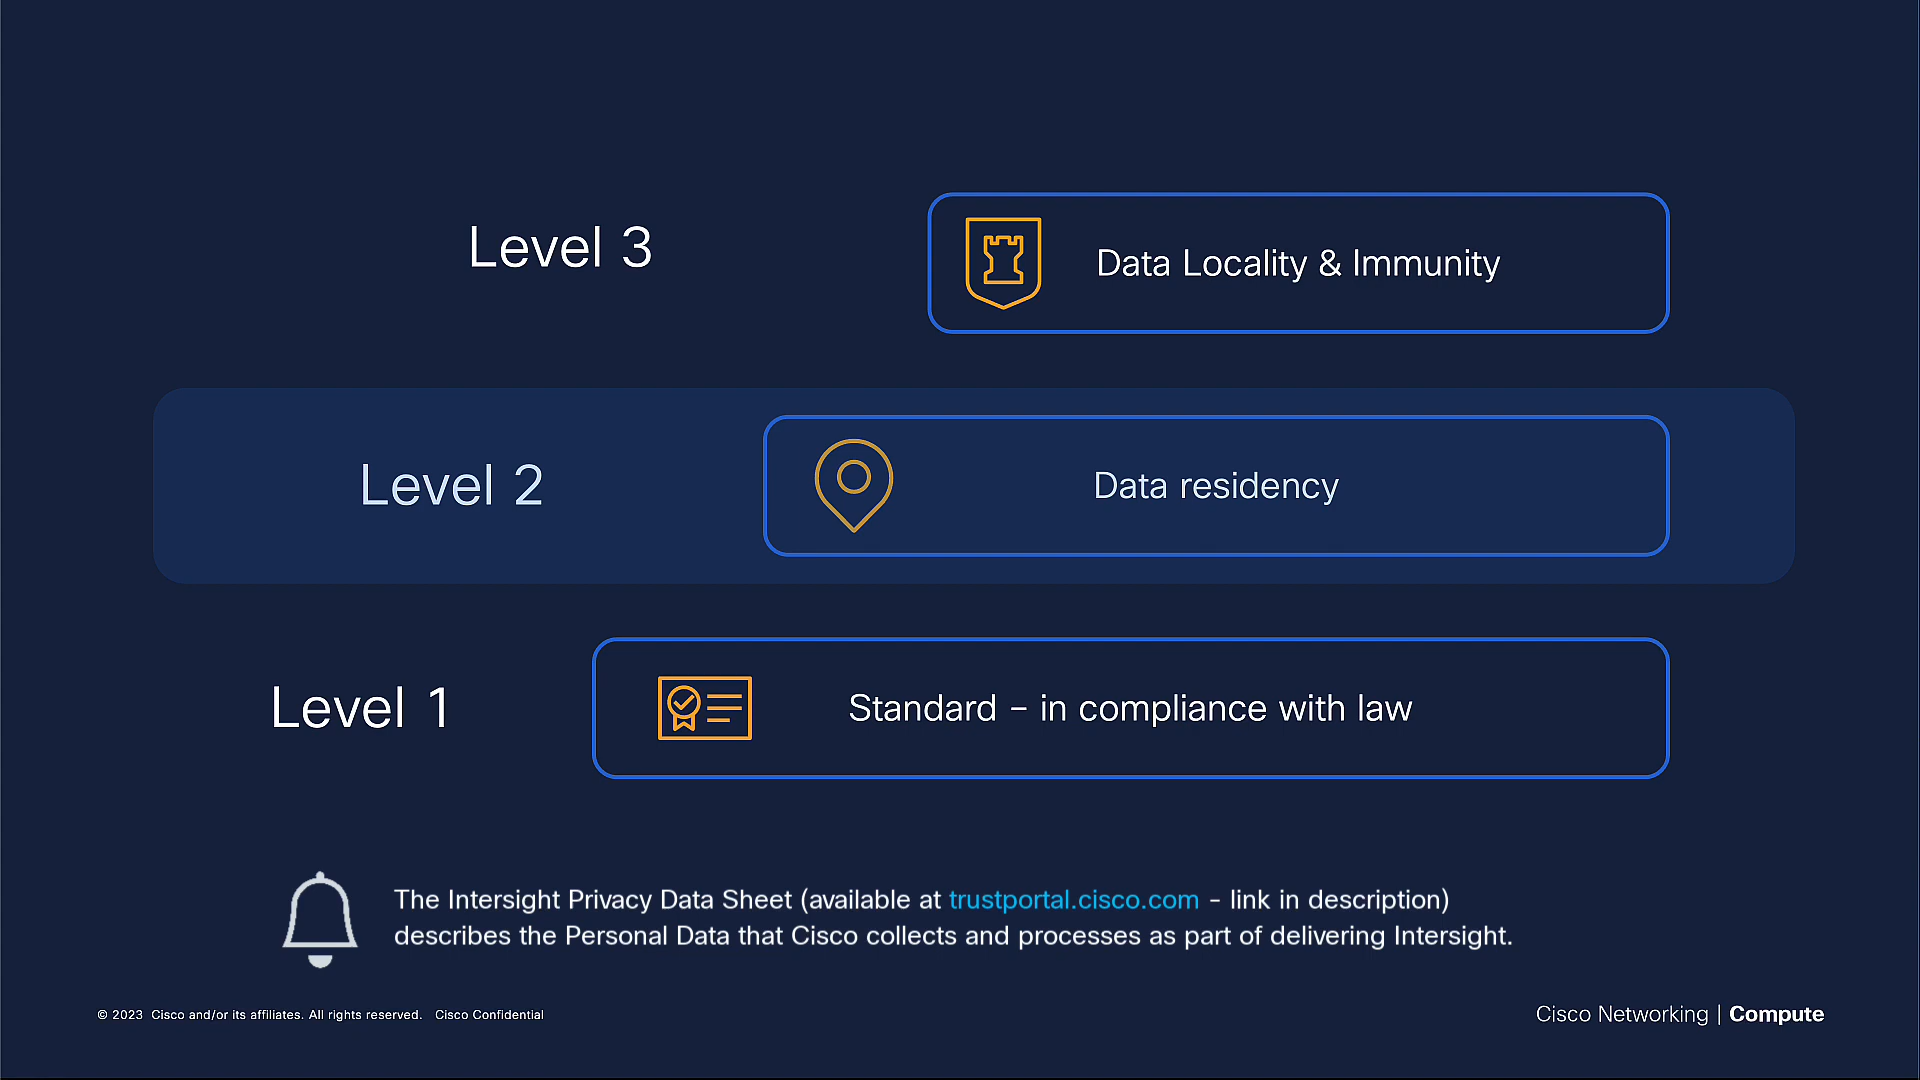 Level 3
Data Locality & Immunity
Level 2
Data residency
Level 1
Standard – in compliance with law
The Intersight Privacy Data Sheet (available at trustportal.cisco.com - link in description)
describes the Personal Data that Cisco collects and processes as part of delivering Intersight.
© 2023 Cisco and/or its affiliates. All rights reserved. Cisco Confidential
Cisco Networking | Compute